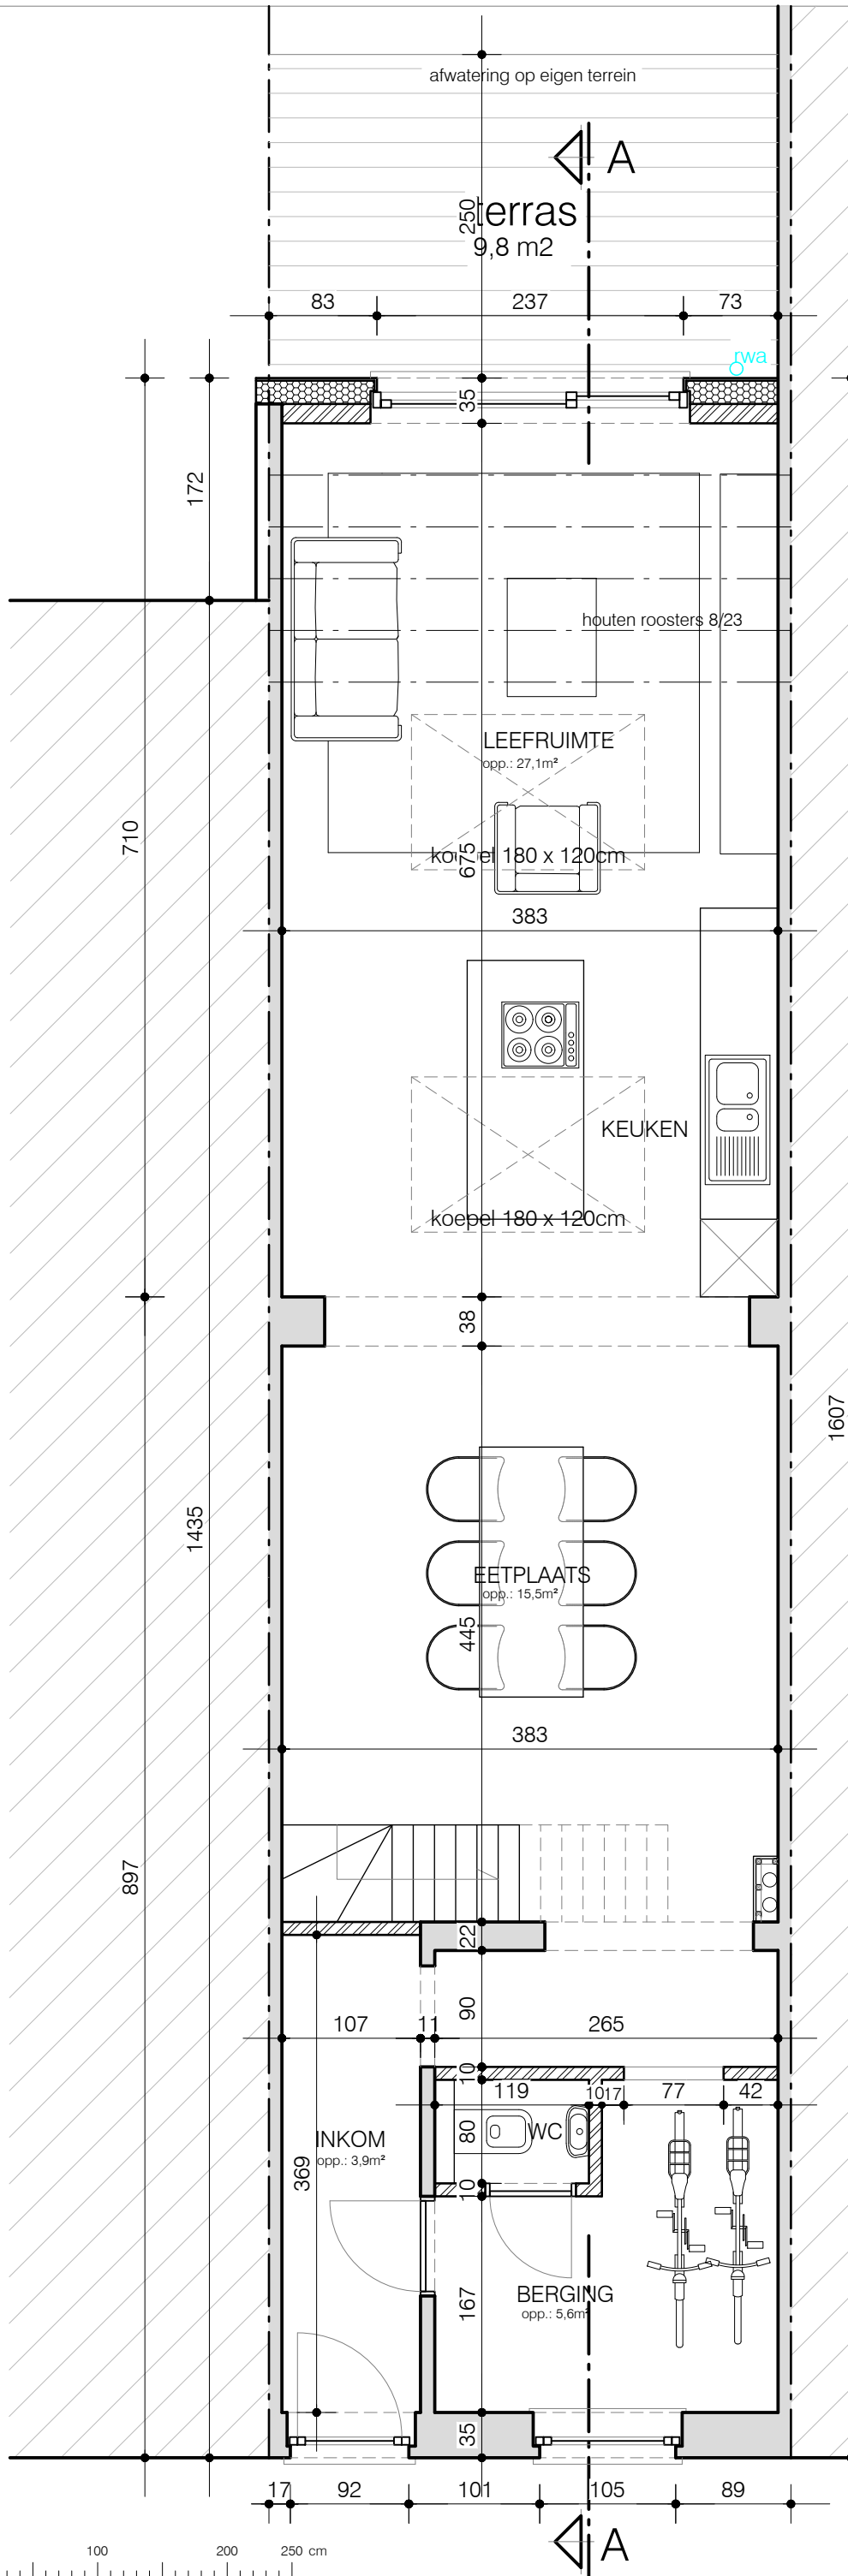 afwatering op eigen terrein
A
250
terras
9,8 m2
83
237
73
rwa
35
172
houten roosters 8/23
LEEFRUIMTE
opp.: 27,1m²
710
koepel 180 x 120cm
675
383
KEUKEN
koepel 180 x 120cm
38
1607
1435
EETPLAATS
opp.: 15,5m²
445
383
897
22
90
107
11
265
10
119
10
17
77
42
80
WC
INKOM
opp.: 3,9m²
369
10
BERGING
opp.: 5,6m²
167
35
17
92
101
105
89
A
100
200
250 cm